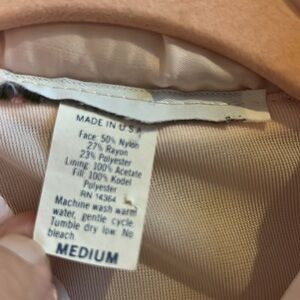 MADE IN U S A
Face 50% Nylon
27% Rayon
23% Polyester
Lining 100% Acetate
Fill 100% Kodel
Polyester
RN 14364
Machine wash warm
water, gentle cycle
Tumble dry low No
bleach
MEDIUM